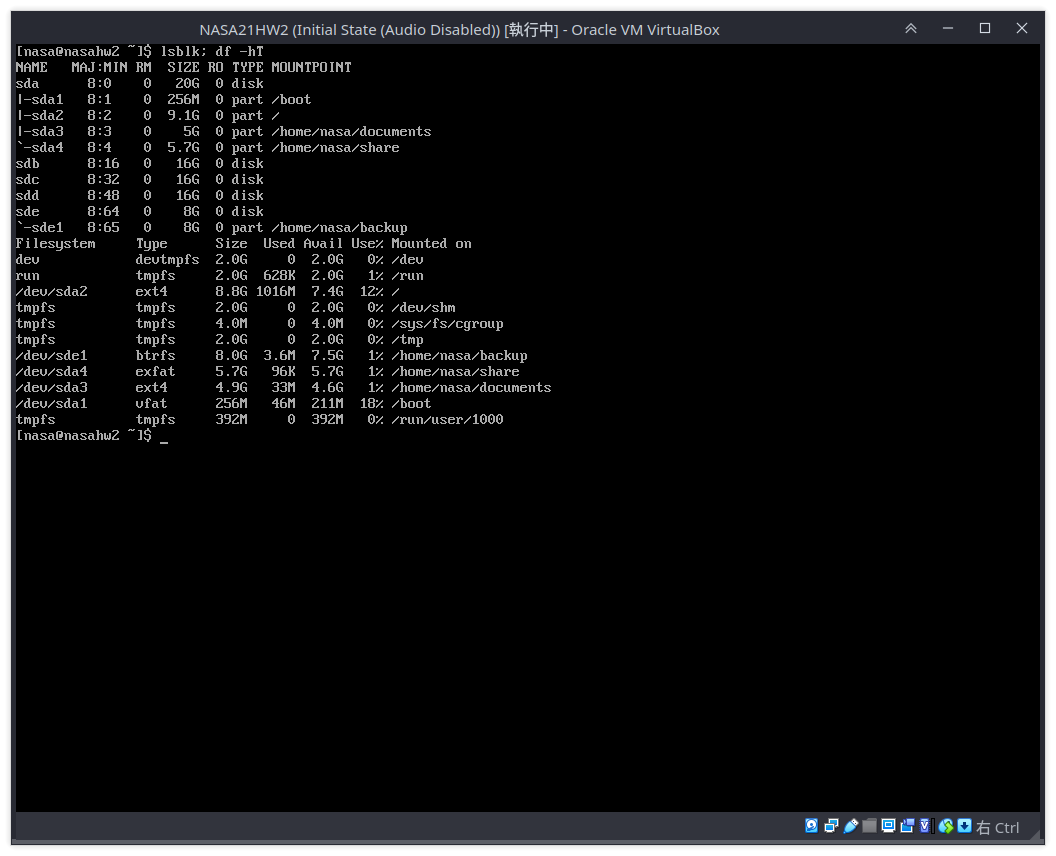 NASA21HW2 (Initial State (Audio Disabled)) [執行中] - Oracle VM VirtualBox
[nasa@nasahw2 ~]$ lsblk; df -hT
NAME   MAJ:MIN RM  SIZE RO TYPE MOUNTPOINT
sda      8:0    0   20G  0 disk
|-sda1   8:1    0  256M  0 part /boot
|-sda2   8:2    0  9.1G  0 part /
|-sda3   8:3    0    5G  0 part /home/nasa/documents
`-sda4   8:4    0  5.7G  0 part /home/nasa/share
sdb      8:16   0   16G  0 disk
sdc      8:32   0   16G  0 disk
sdd      8:48   0   16G  0 disk
sde      8:64   0    8G  0 disk
`-sde1   8:65   0    8G  0 part /home/nasa/backup
Filesystem     Type      Size  Used Avail Use% Mounted on
dev            devtmpfs  2.0G     0  2.0G   0% /dev
run            tmpfs     2.0G  628K  2.0G   1% /run
/dev/sda2      ext4      8.8G 1016M  7.4G  12% /
tmpfs          tmpfs     2.0G     0  2.0G   0% /dev/shm
tmpfs          tmpfs     4.0M     0  4.0M   0% /sys/fs/cgroup
tmpfs          tmpfs     2.0G     0  2.0G   0% /tmp
/dev/sde1      btrfs     8.0G  3.6M  7.5G   1% /home/nasa/backup
/dev/sda4      exfat     5.7G   96K  5.7G   1% /home/nasa/share
/dev/sda3      ext4      4.9G   33M  4.6G   1% /home/nasa/documents
/dev/sda1      vfat      256M   46M  211M  18% /boot
tmpfs          tmpfs     392M     0  392M   0% /run/user/1000
[nasa@nasahw2 ~]$ _
右 Ctrl